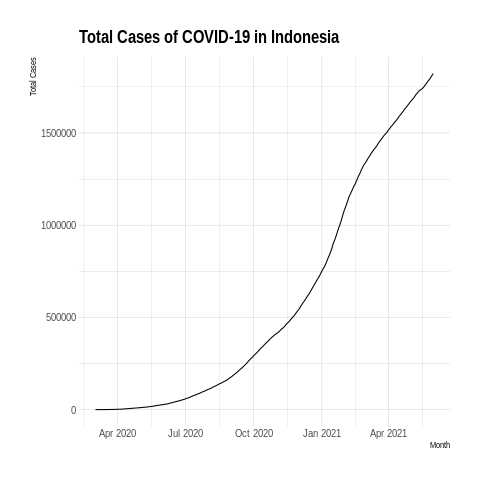 Total Cases of COVID-19 in Indonesia
Total Cases
1500000
1000000
500000
0
Apr 2020 Jul 2020 Oct 2020 Jan 2021 Apr 2021
Month